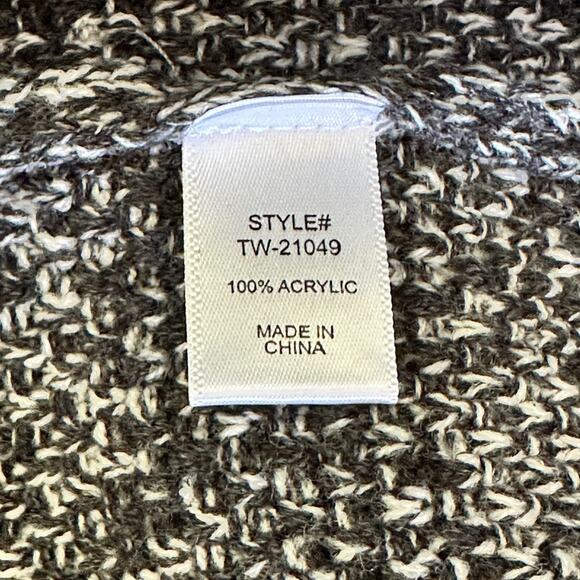 STYLE#
TW-21049
100% ACRYLIC
MADE IN
CHINA